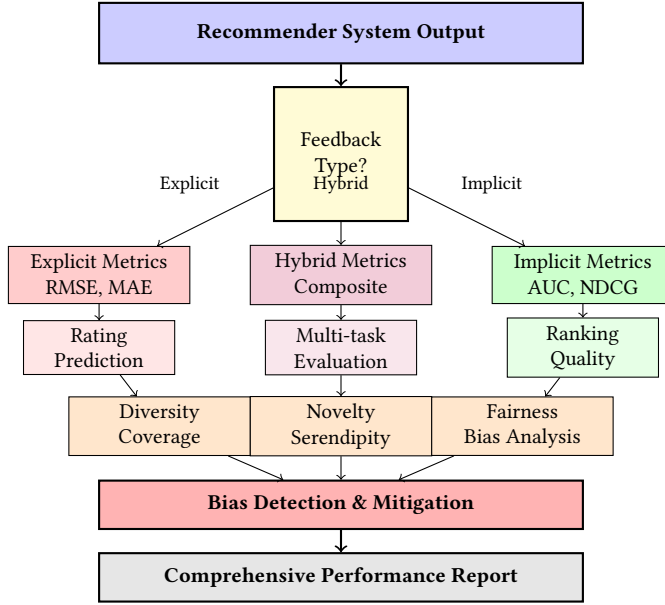 Recommender System Output
Feedback
Type?
Explicit
Hybrid
Implicit
Explicit Metrics
RMSE, MAE
Hybrid Metrics
Composite
Implicit Metrics
AUC, NDCG
Rating
Prediction
Multi-task
Evaluation
Ranking
Quality
Diversity
Coverage
Novelty
Serendipity
Fairness
Bias Analysis
Bias Detection & Mitigation
Comprehensive Performance Report